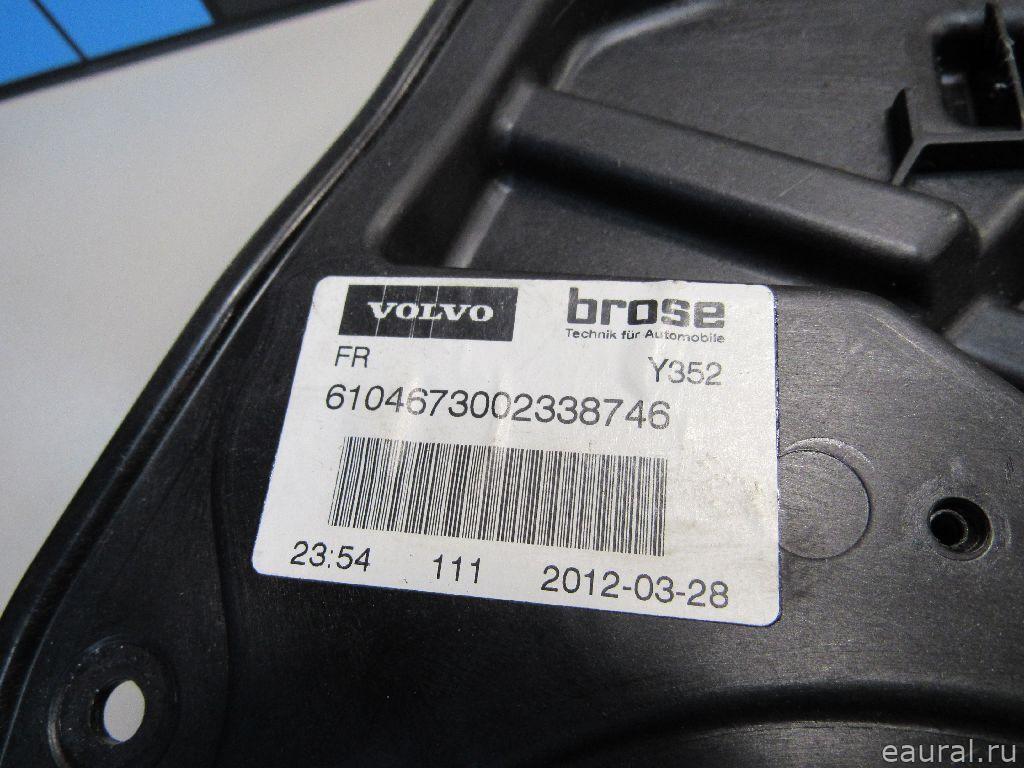 VOLVO
brose
Technik für Automobile
FR
Y352
6104673002338746
23:54 111 2012-03-28
eaural.ru